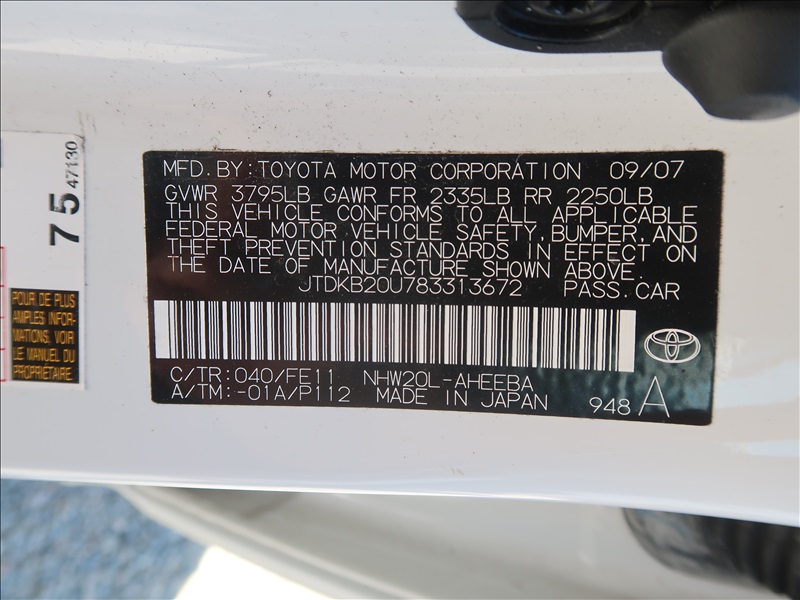 MFD. BY: TOYOTA MOTOR CORPORATION 09/07
GVWR 3795LB GAWR FR 2335LB RR 2250LB
THIS VEHICLE CONFORMS TO ALL APPLICABLE
FEDERAL MOTOR VEHICLE SAFETY, BUMPER, AND
THEFT PREVENTION STANDARDS IN EFFECT ON
THE DATE OF MANUFACTURE SHOWN ABOVE.
JTDKB20U783313672 PASS. CAR
C/TR: 040/FE11 NHW20L-AHEEBA
A/TM: -01A/P112 MADE IN JAPAN 948 A
75 47130
POUR DE PLUS
AMPLES INFOR-
MATIONS, VOIR
LE MANUEL DU
PROPRIÉTAIRE